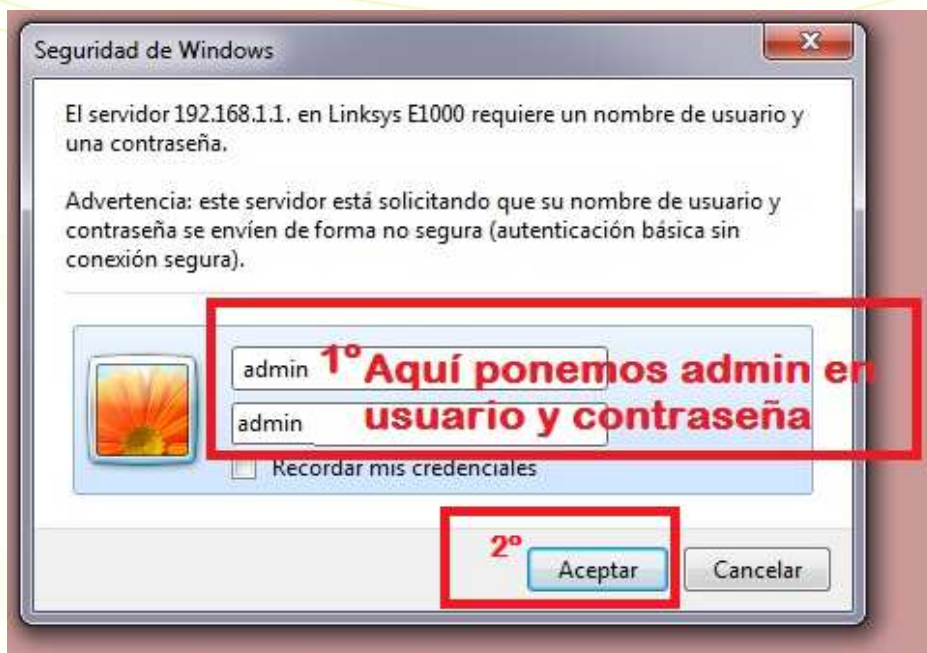 Seguridad de Windows
El servidor 192.168.1.1. en Linksys E1000 requiere un nombre de usuario y
una contraseña.
Advertencia: este servidor está solicitando que su nombre de usuario y
contraseña se envíen de forma no segura (autenticación básica sin
conexión segura).
admin
1º Aquí ponemos admin en
usuario y contraseña
admin
Recordar mis credenciales
2º
Aceptar
Cancelar